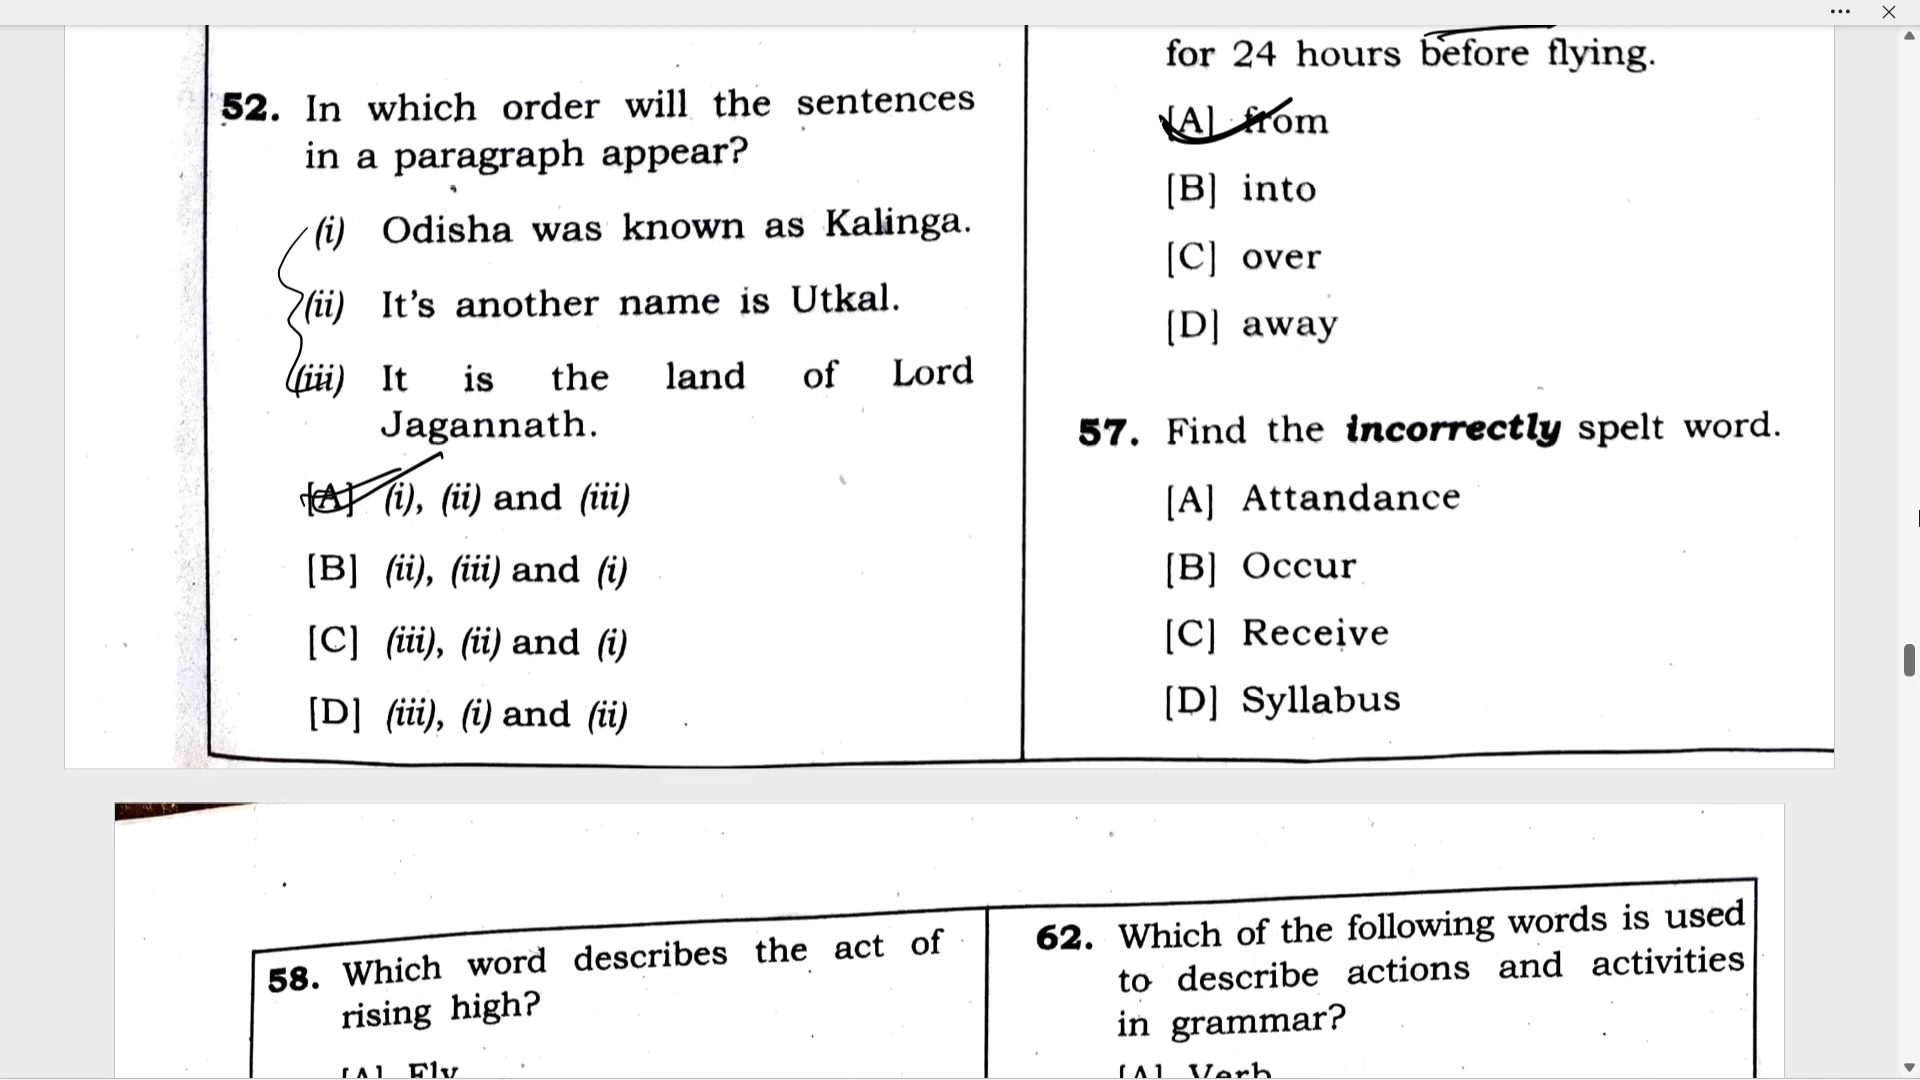 52. In which order will the sentences
in a paragraph appear?
(i) Odisha was known as Kalinga.
(ii) It's another name is Utkal.
(iii) It is the land of Lord
Jagannath.
[A] (i), (ii) and (iii)
[B] (ii), (iii) and (i)
[C] (iii), (ii) and (i)
[D] (iii), (i) and (ii)
for 24 hours before flying.
[A] from
[B] into
[C] over
[D] away
57. Find the incorrectly spelt word.
[A] Attandance
[B] Occur
[C] Receive
[D] Syllabus
58. Which word describes the act of
rising high?
[A] Fly
62. Which of the following words is used
to describe actions and activities
in grammar?
[A] Verb